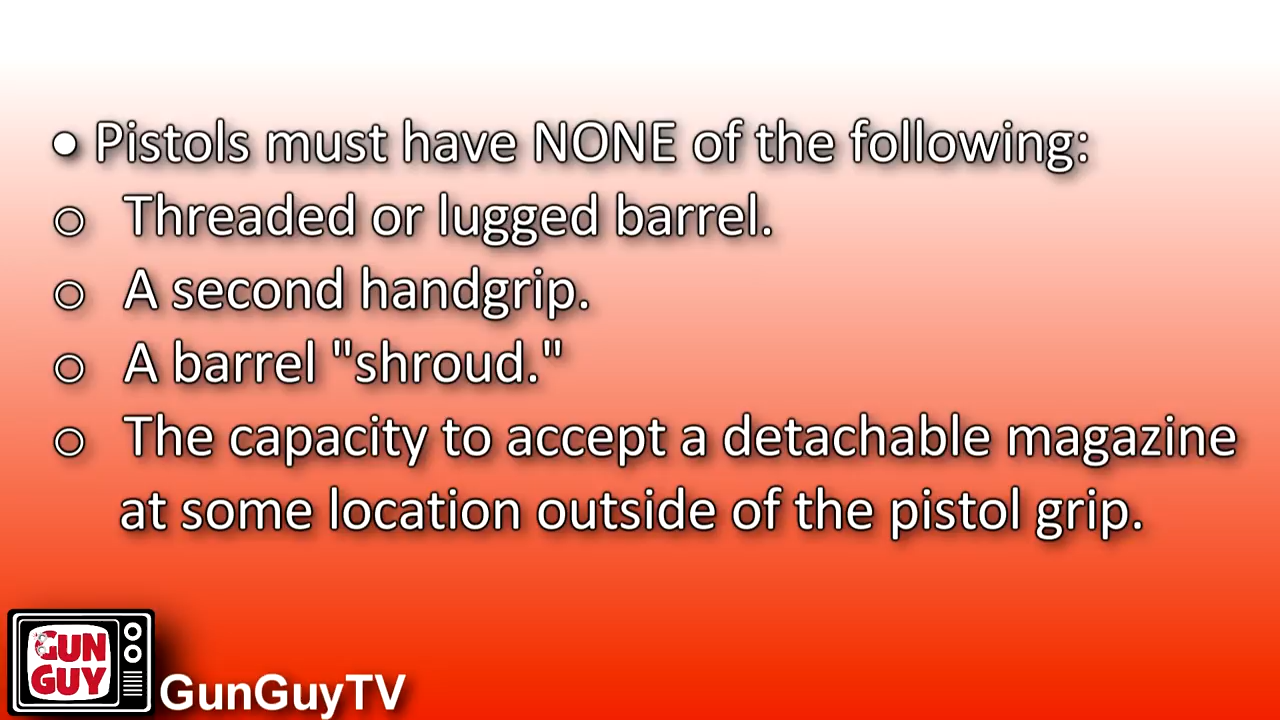 • Pistols must have NONE of the following:
o Threaded or lugged barrel.
o A second handgrip.
o A barrel "shroud."
o The capacity to accept a detachable magazine
at some location outside of the pistol grip.
GUN
GUY
GunGuyTV